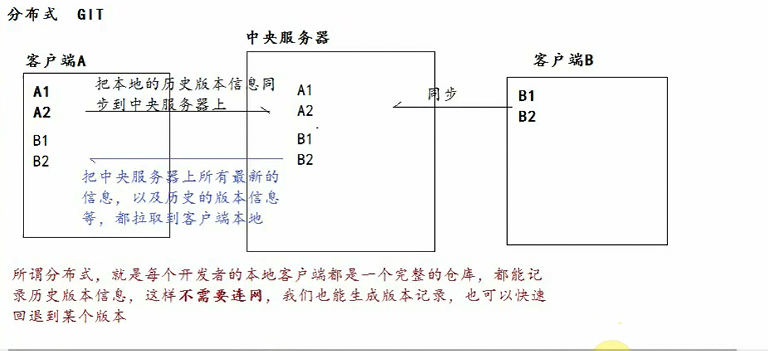 分布式 GIT
中央服务器
客户端A
客户端B
A1
A2
B1
B2
把本地的历史版本信息同
步到中央服务器上
A1
A2
B1
B2
同步
B1
B2
把中央服务器上所有最新的
信息，以及历史的版本信息
等，都拉取到客户端本地
所谓分布式，就是每个开发者的本地客户端都是一个完整的仓库，都能记
录历史版本信息，这样不需要连网，我们也能生成版本记录，也可以快速
回退到某个版本